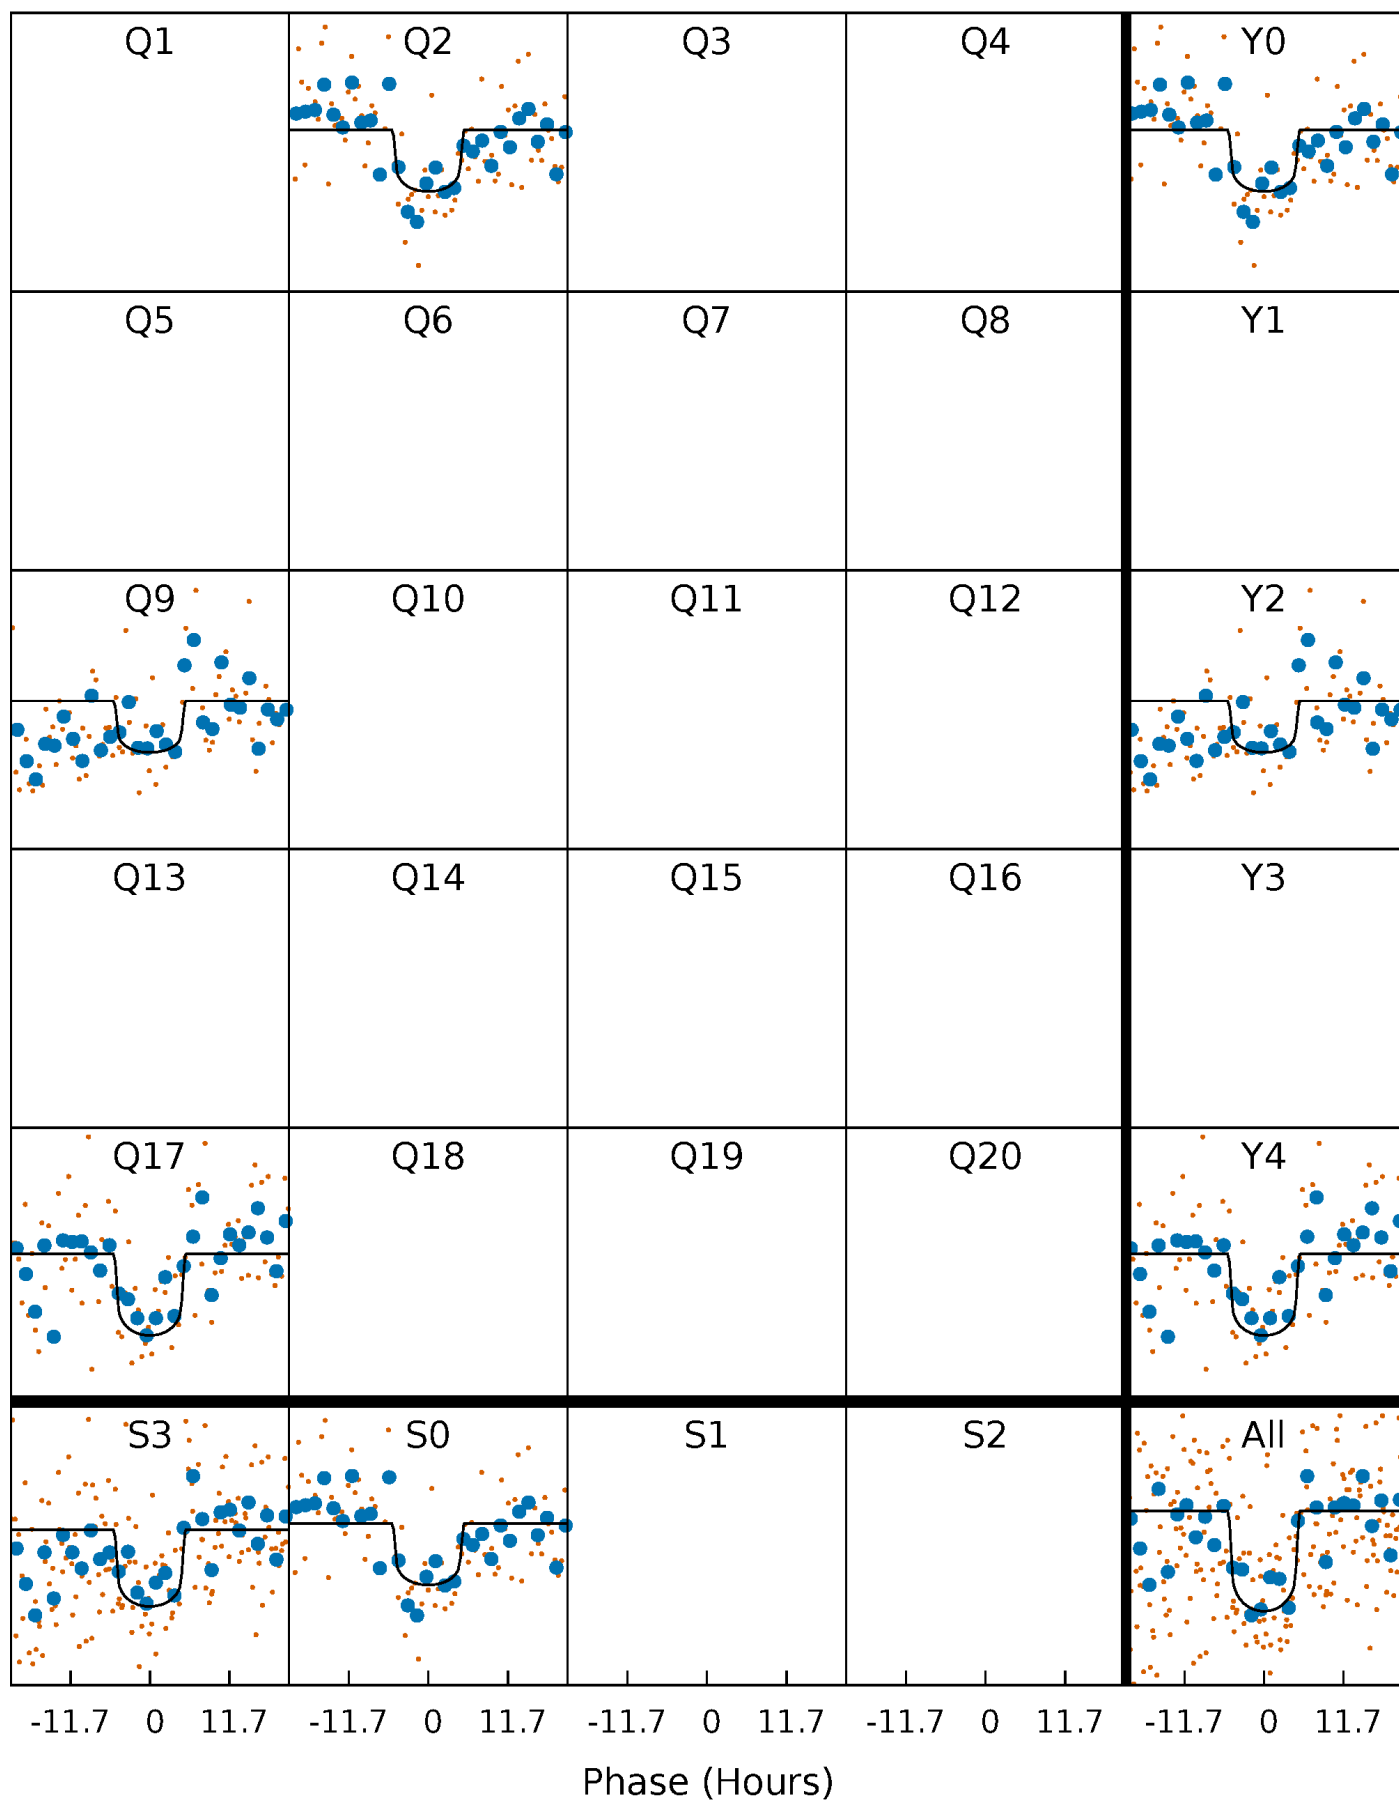 Q1 Q2 Q3 Q4 Y0
Q5 Q6 Q7 Q8 Y1
Q9 Q10 Q11 Q12 Y2
Q13 Q14 Q15 Q16 Y3
Q17 Q18 Q19 Q20 Y4
S3 S0 S1 S2 All
-11.7 0 11.7 -11.7 0 11.7 -11.7 0 11.7 -11.7 0 11.7 -11.7 0 11.7
Phase (Hours)